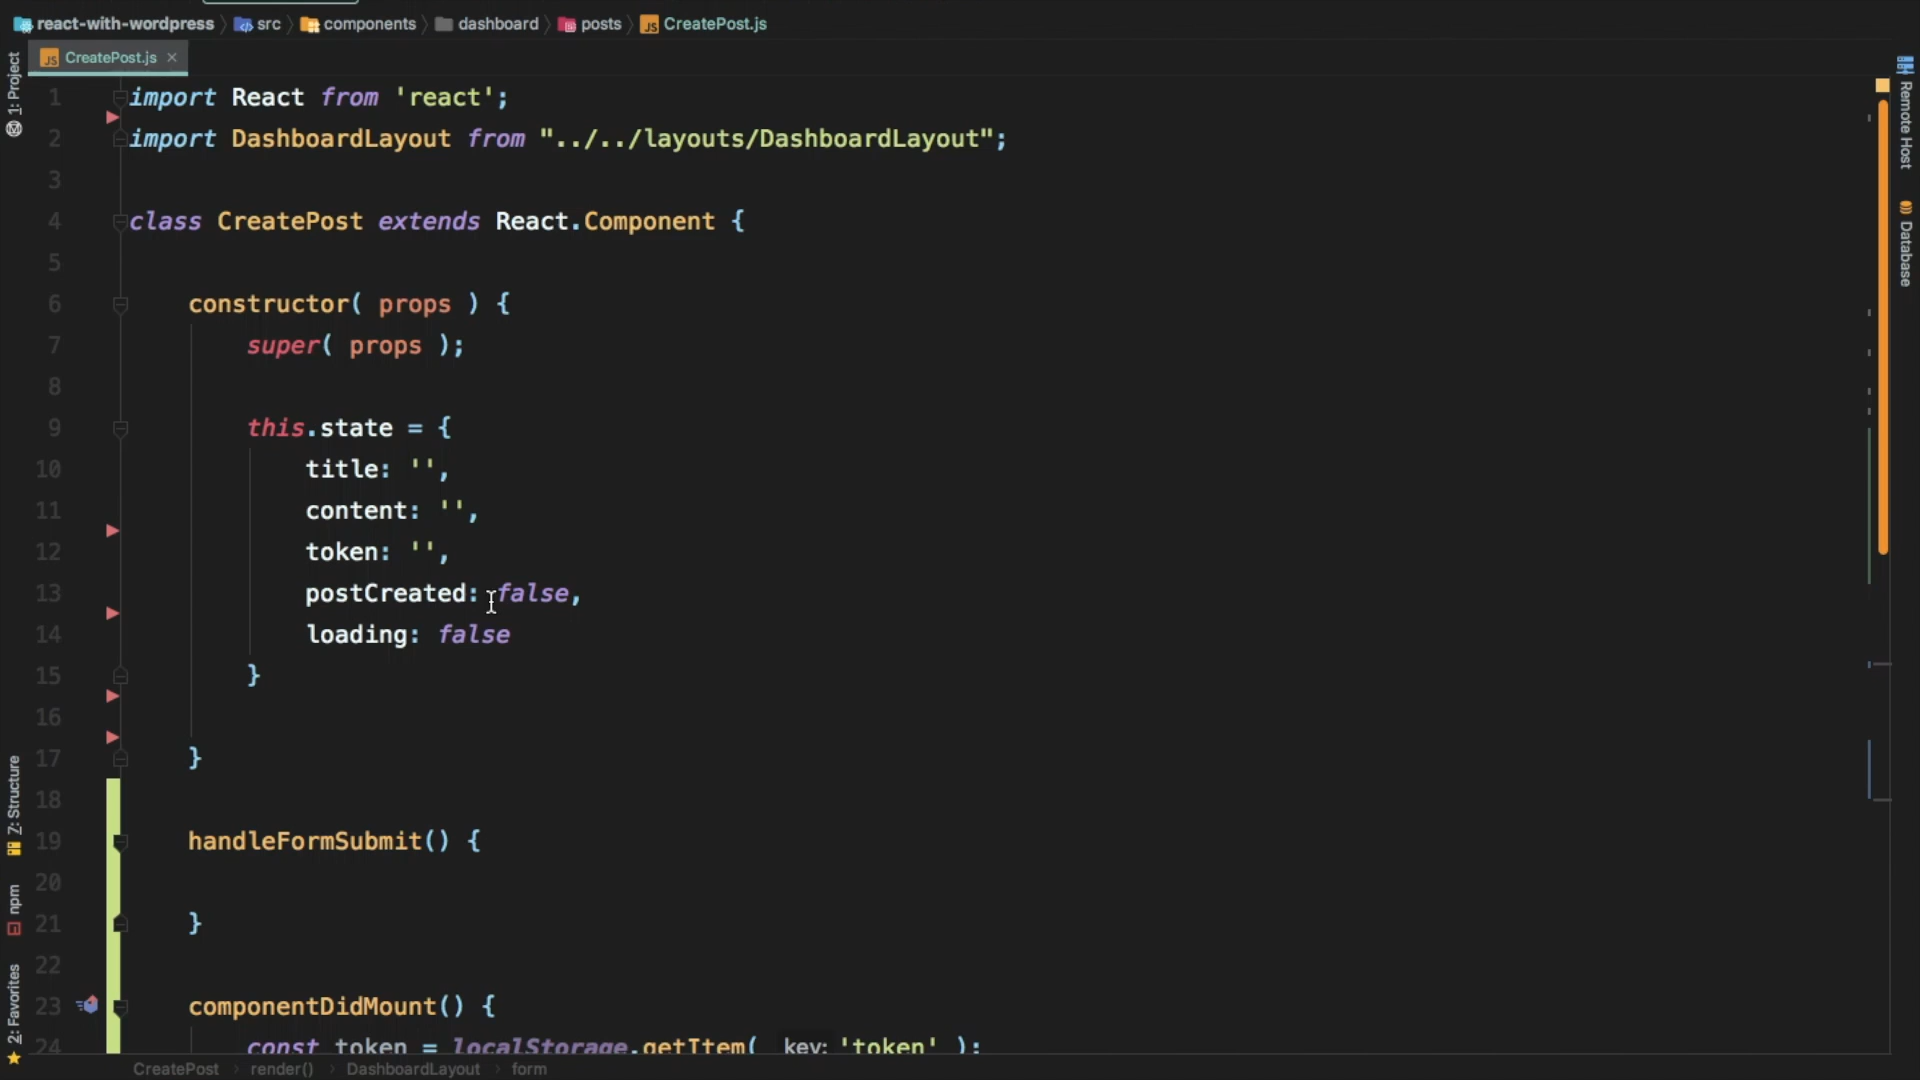 react-with-wordpress src components dashboard posts CreatePost.js
CreatePost.js
1: Project
Remote Host
Database
Z: Structure
npm
2: Favorites
1 import React from 'react';
2 import DashboardLayout from "../../layouts/DashboardLayout";
3
4 class CreatePost extends React.Component {
5
6 constructor( props ) {
7 super( props );
8
9 this.state = {
10 title: '',
11 content: '',
12 token: '',
13 postCreated: false,
14 loading: false
15 }
16
17 }
18
19 handleFormSubmit() {
20
21 }
22
23 componentDidMount() {
24 const token = localStorage.getItem( key: 'token' );
CreatePost render() DashboardLayout form